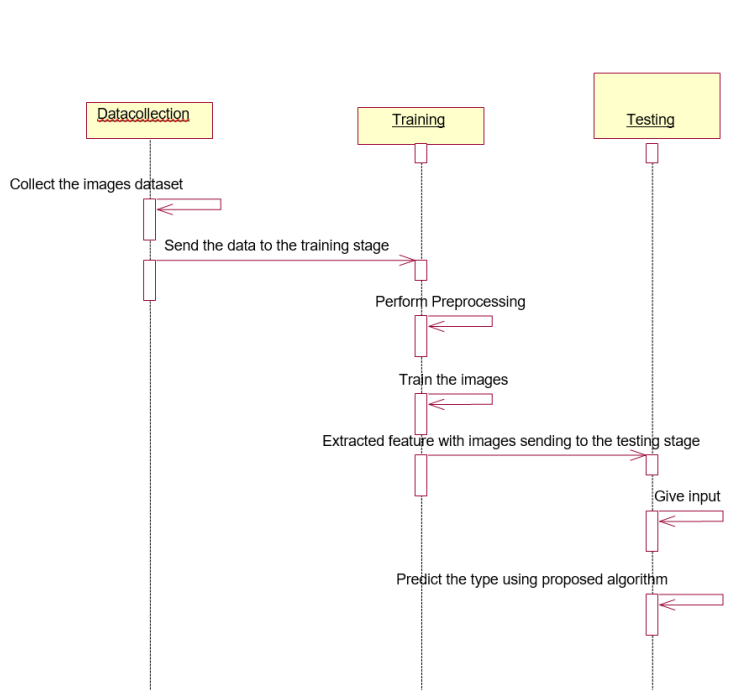 Datacollection
Training
Testing
Collect the images dataset
Send the data to the training stage
Perform Preprocessing
Train the images
Extracted feature with images sending to the testing stage
Give input
Predict the type using proposed algorithm